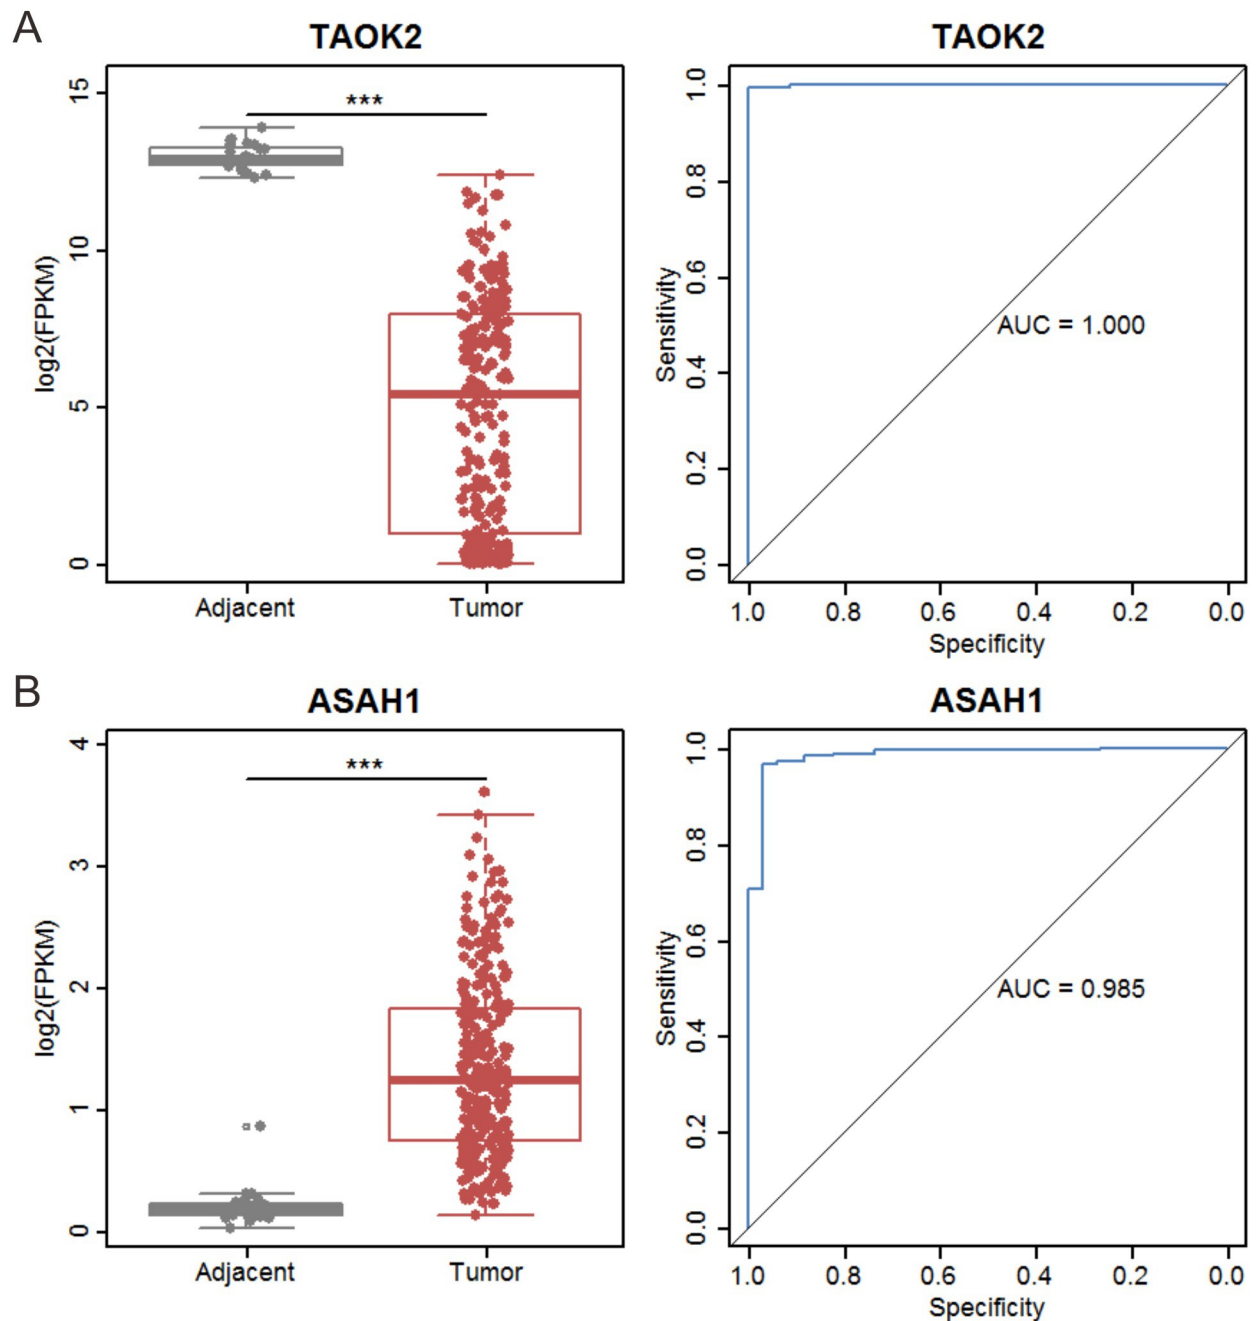 A
TAOK2
log2(FPKM)
15
10
5
0
***
Adjacent
Tumor
TAOK2
Sensitivity
1.0
0.8
0.6
0.4
0.2
0.0
AUC = 1.000
1.0 0.8 0.6 0.4 0.2 0.0
Specificity
B
ASAH1
log2(FPKM)
4
3
2
1
0
***
Adjacent
Tumor
ASAH1
Sensitivity
1.0
0.8
0.6
0.4
0.2
0.0
AUC = 0.985
1.0 0.8 0.6 0.4 0.2 0.0
Specificity